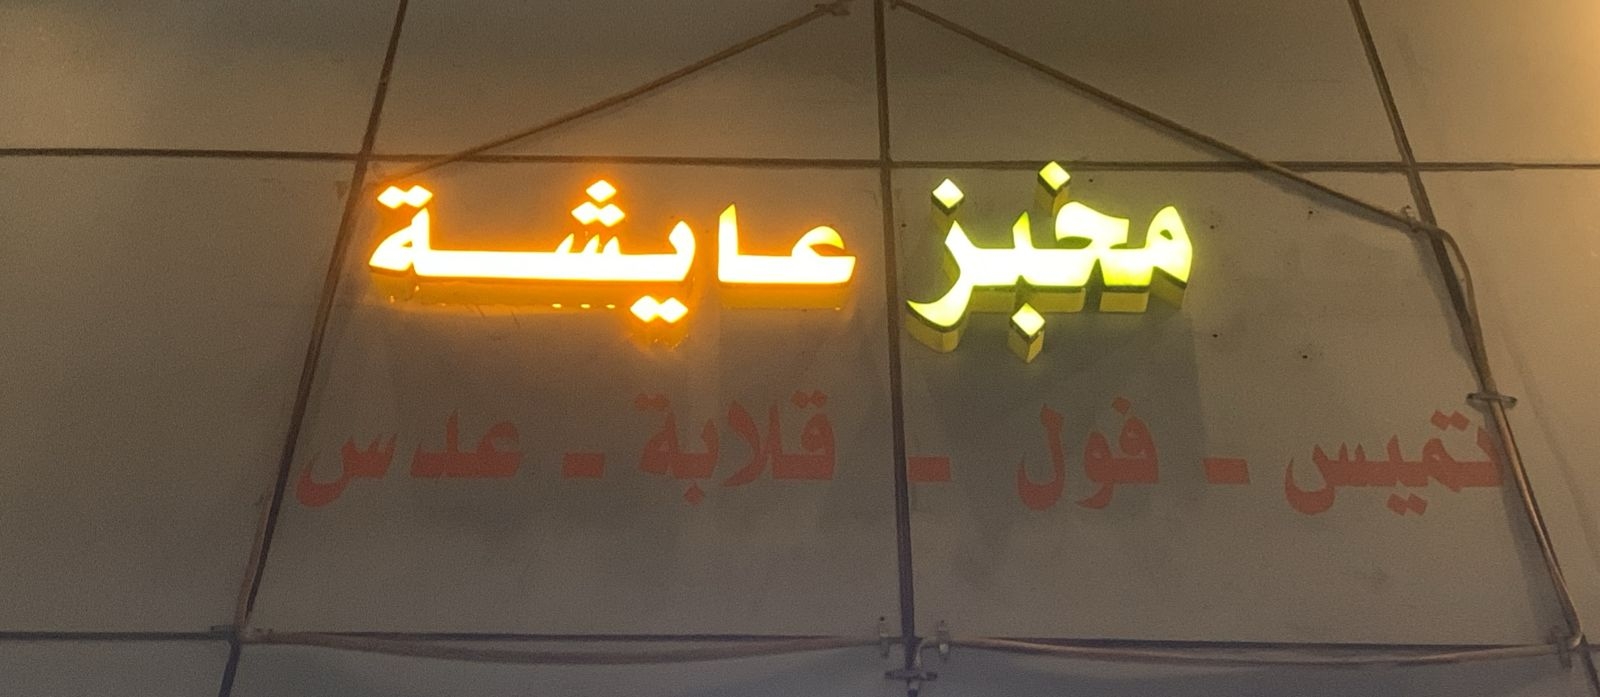 مخبز عايشة
تميس - فول - قلابة - عدس